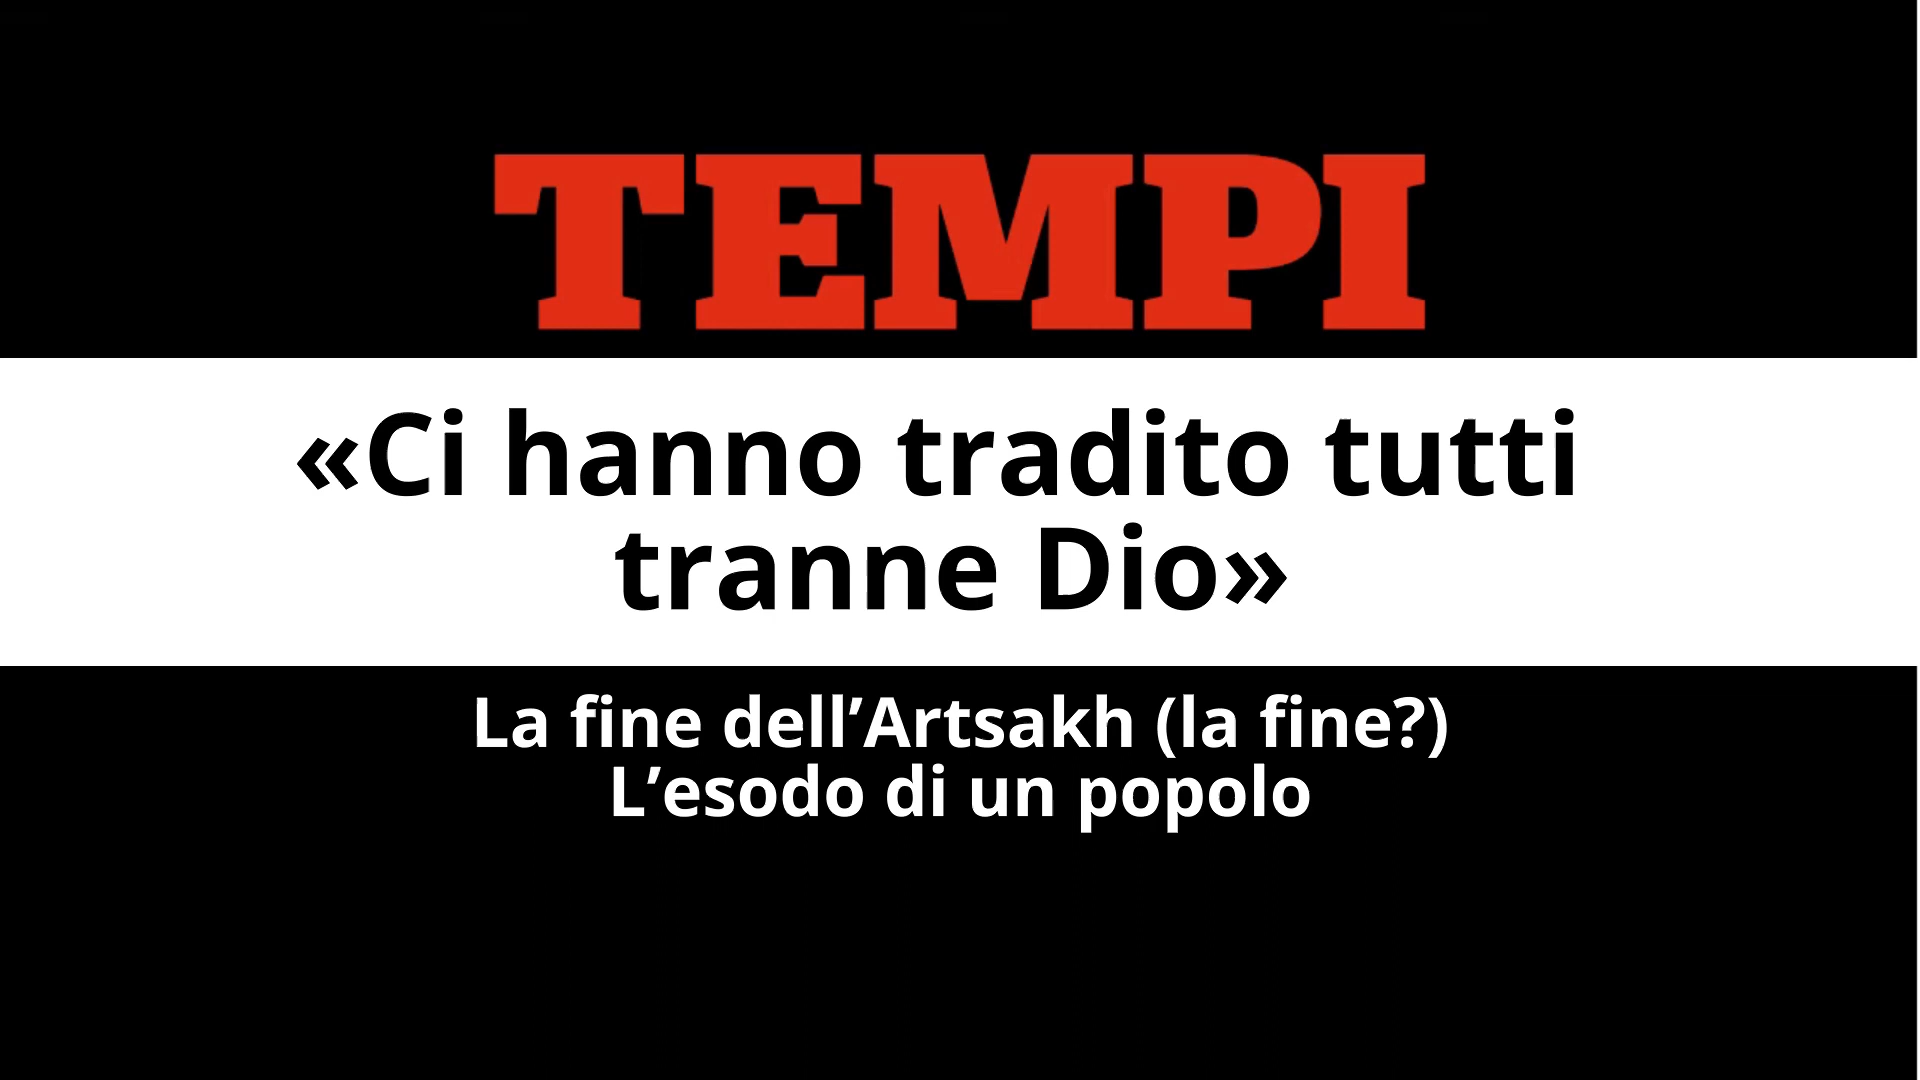 TEMPI
«Ci hanno tradito tutti
tranne Dio»
La fine dell’Artsakh (la fine?)
L’esodo di un popolo